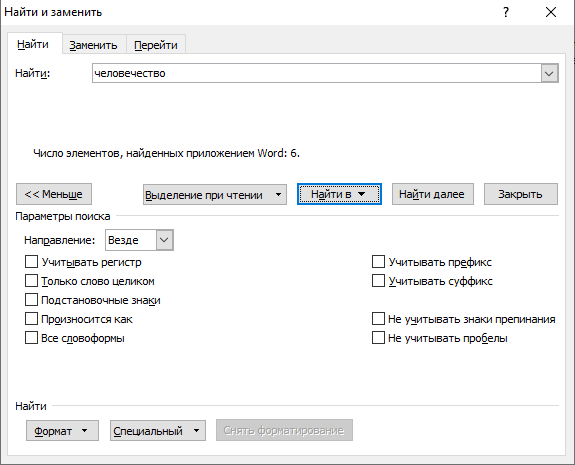 Найти и заменить
Найти Заменить Перейти
Найти: человечество
Число элементов, найденных приложением Word: 6.
<< Меньше Выделение при чтении Найти в Найти далее Закрыть
Параметры поиска
Направление: Везде
Учитывать регистр Учитывать префикс
Только слово целиком Учитывать суффикс
Подстановочные знаки
Произносится как Не учитывать знаки препинания
Все словоформы Не учитывать пробелы
Найти
Формат Специальный Снять форматирование